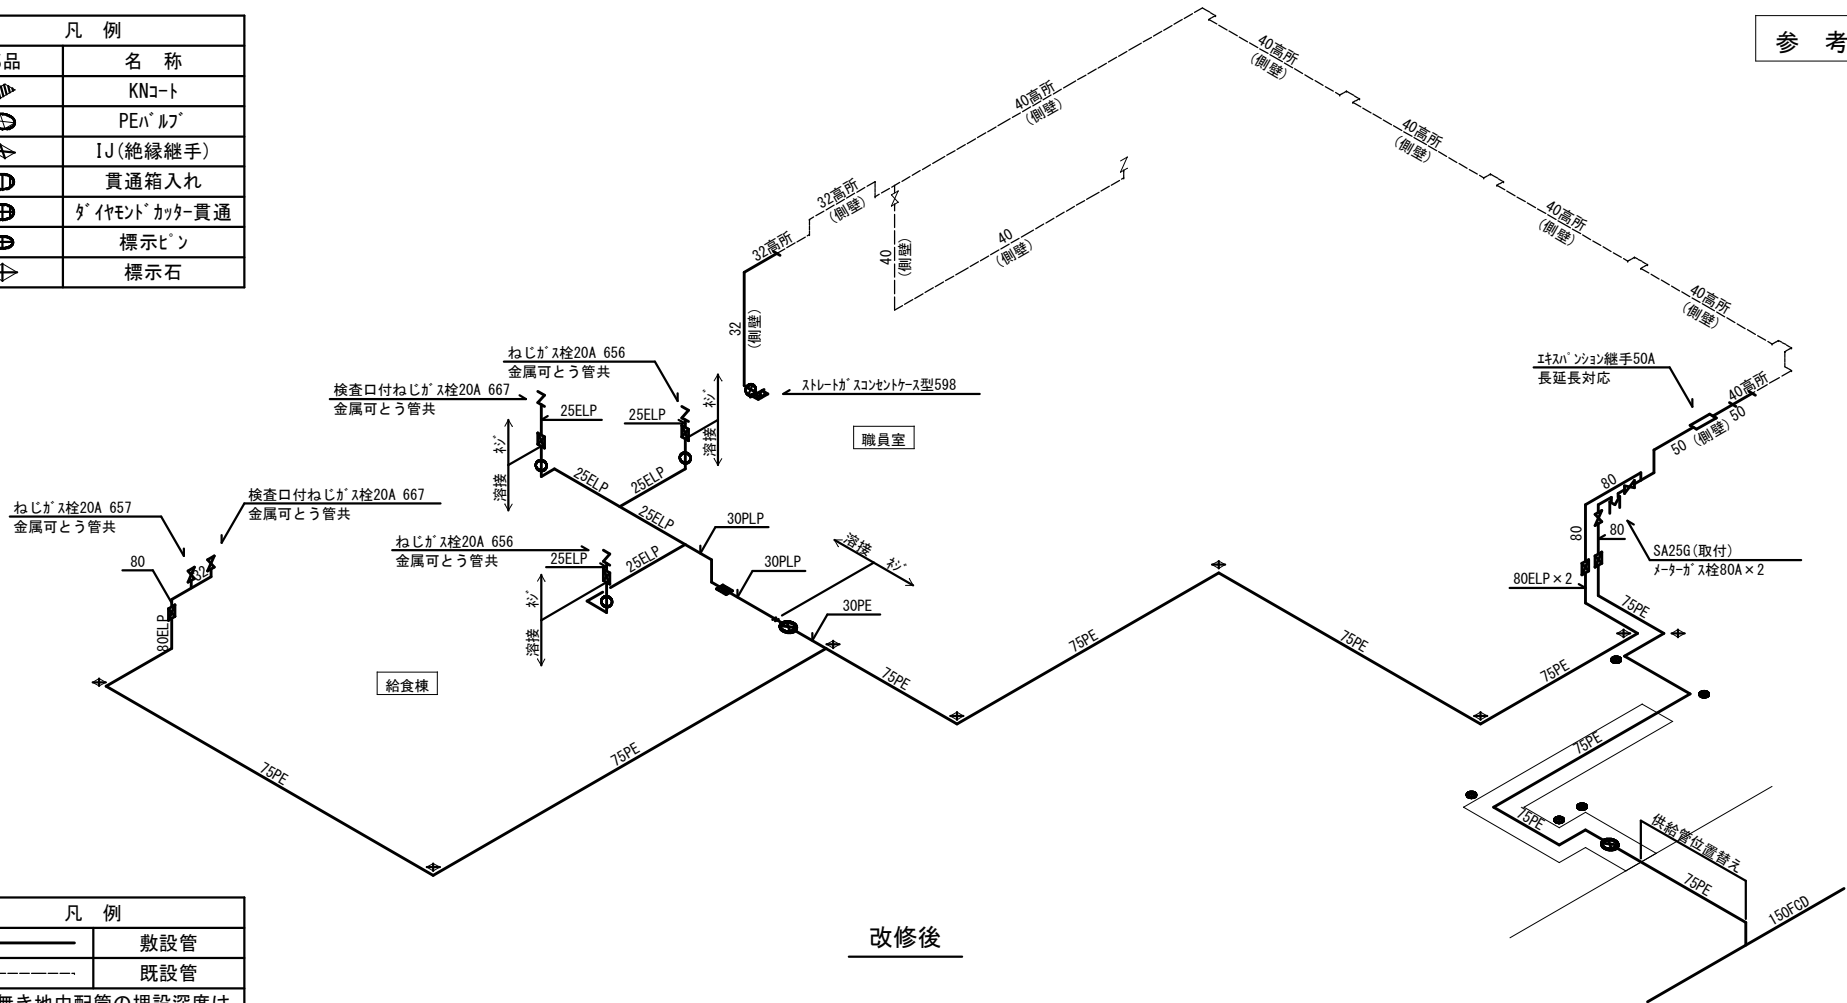 凡 例
部品 名 称
KNｺｰﾄ
PEﾊﾞﾙﾌﾞ
IJ(絶縁継手)
貫通箱入れ
ﾀﾞｲﾔﾓﾝﾄﾞｶｯﾀｰ貫通
標示ﾋﾟﾝ
標示石
参 考
40高所
(側壁)
40高所
(側壁)
40高所
(側壁)
40高所
(側壁)
40高所
(側壁)
32高所
(側壁)
32高所
40
(側壁)
40
(側壁)
32
(側壁)
ｽﾄﾚｰﾄｶﾞｽｺﾝｾﾝﾄｹｰｽ型598
職員室
ｴｷｽﾊﾟﾝｼｮﾝ継手50A
長延長対応
40高所
50
50 (側壁)
80
80
80
SA25G(取付)
ﾒｰﾀｰｶﾞｽ栓80A×2
80ELP×2
ねじｶﾞｽ栓20A 656
金属可とう管共
検査口付ねじｶﾞｽ栓20A 667
金属可とう管共
25ELP
25ELP
ﾈｼﾞ
溶接
ﾈｼﾞ
溶接
25ELP
25ELP
25ELP
ねじｶﾞｽ栓20A 657
金属可とう管共
検査口付ねじｶﾞｽ栓20A 667
金属可とう管共
80
32
80ELP
ねじｶﾞｽ栓20A 656
金属可とう管共
25ELP
25ELP
ﾈｼﾞ
溶接
30PLP
30PLP
溶接
ﾈｼﾞ
30PE
給食棟
75PE
75PE
75PE
75PE
75PE
75PE
75PE
75PE
75PE
供給管位置替え
75PE
150FCD
改修後
凡 例
敷設管
既設管
無き地中配管の埋設深度は